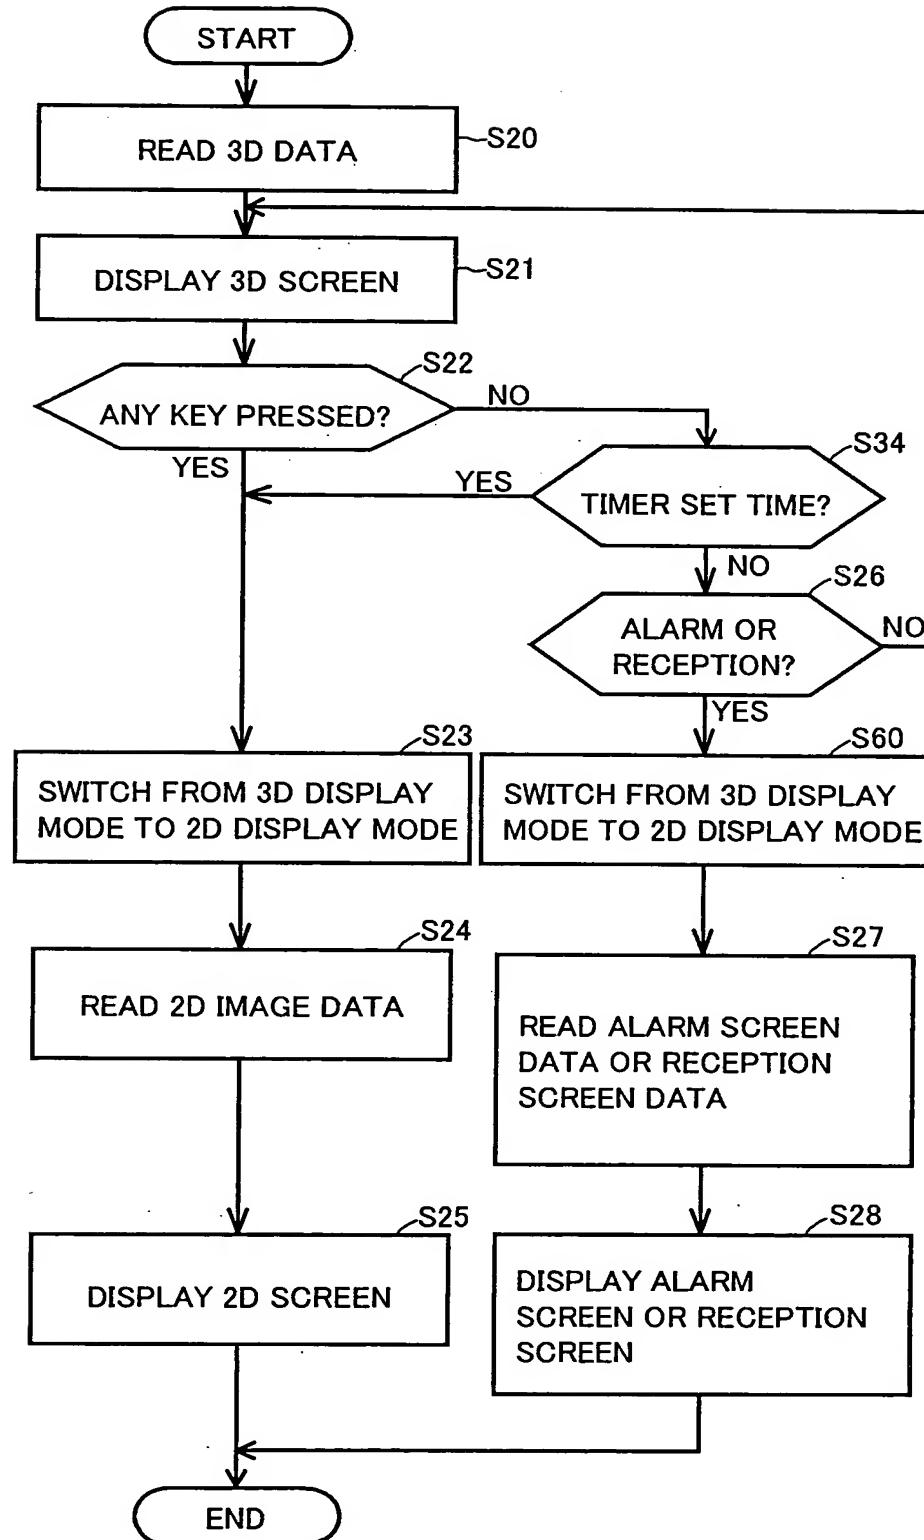 START
READ 3D DATA
S20
DISPLAY 3D SCREEN
S21
S22
ANY KEY PRESSED?
NO
YES
S34
YES
TIMER SET TIME?
NO
S26
ALARM OR
RECEPTION?
NO
YES
S23
SWITCH FROM 3D DISPLAY
MODE TO 2D DISPLAY MODE
S60
SWITCH FROM 3D DISPLAY
MODE TO 2D DISPLAY MODE
S24
READ 2D IMAGE DATA
S27
READ ALARM SCREEN
DATA OR RECEPTION
SCREEN DATA
S25
DISPLAY 2D SCREEN
S28
DISPLAY ALARM
SCREEN OR RECEPTION
SCREEN
END